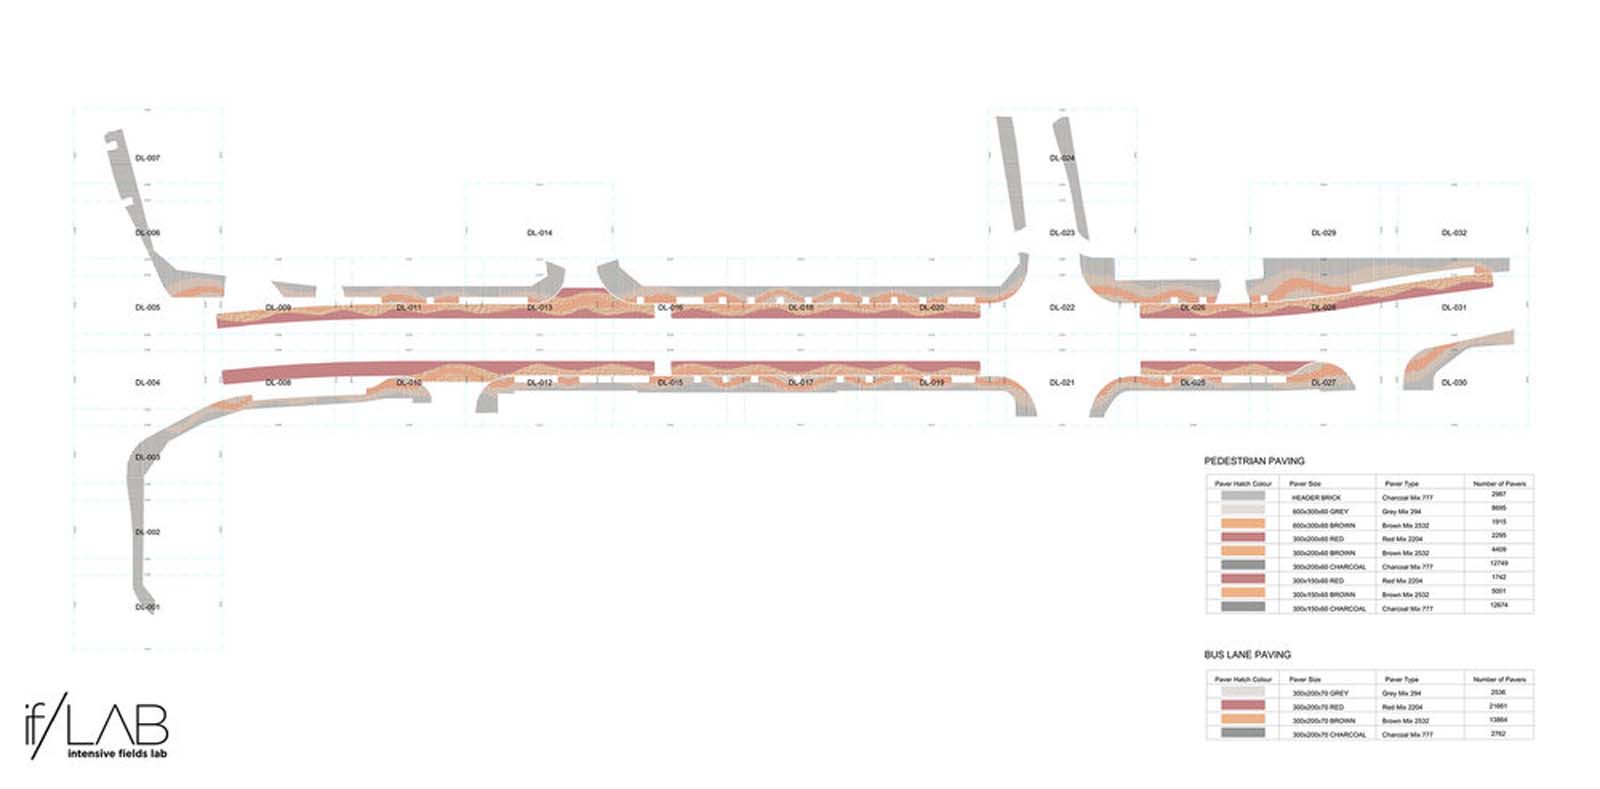 DL-007
DL-024
DL-006
DL-014
DL-023
DL-029
DL-032
DL-005
DL-009
DL-011
DL-013
DL-016
DL-018
DL-020
DL-022
DL-026
DL-028
DL-031
DL-004
DL-008
DL-010
DL-012
DL-015
DL-017
DL-019
DL-021
DL-025
DL-027
DL-030
DL-003
DL-002
DL-001
PEDESTRIAN PAVING
Paver Hatch Colour Paver Size Paver Type Number of Pavers
HEADER BRICK Charcoal Mix 777 2987
600x300x60 GREY Grey Mix 294 8695
600x300x60 BROWN Brown Mix 2532 1915
300x200x60 RED Red Mix 2204 2295
300x200x60 BROWN Brown Mix 2532 4409
300x200x60 CHARCOAL Charcoal Mix 777 12749
300x150x60 RED Red Mix 2204 1742
300x150x60 BROWN Brown Mix 2532 5001
300x150x60 CHARCOAL Charcoal Mix 777 12674
BUS LANE PAVING
Paver Hatch Colour Paver Size Paver Type Number of Pavers
300x200x70 GREY Grey Mix 294 2536
300x200x70 RED Red Mix 2204 21661
300x200x70 BROWN Brown Mix 2532 13864
300x200x70 CHARCOAL Charcoal Mix 777 2762
if/LAB
intensive fields lab